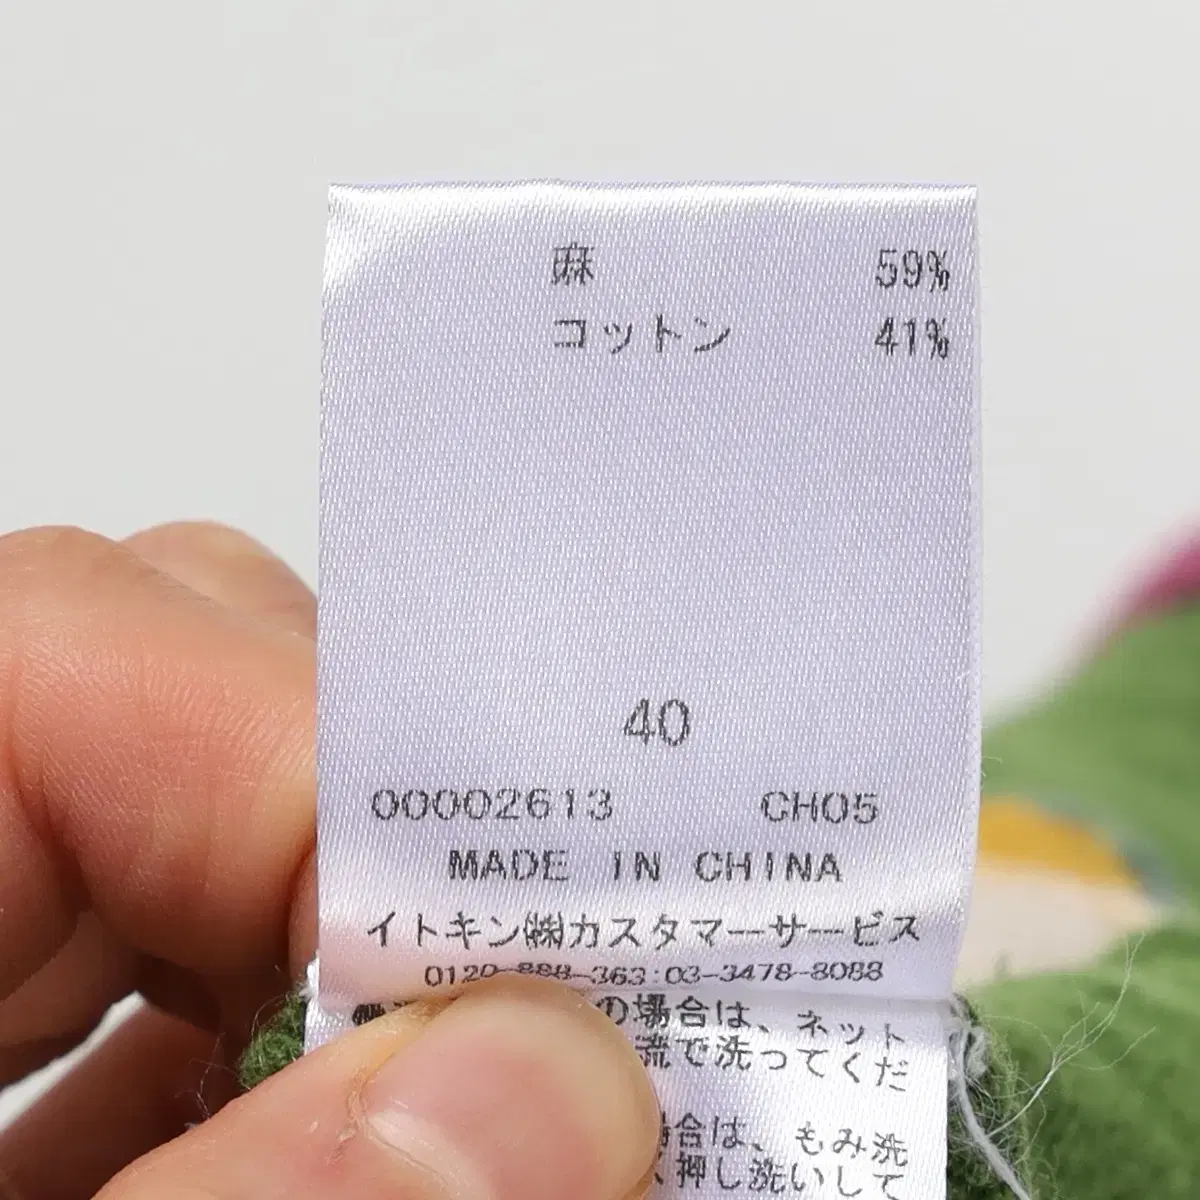 麻 59%
コットン 41%
40
00002613 CH05
MADE IN CHINA
イトキン㈱カスタマーサービス
0120-888-363:03-3478-8088
の場合は、ネット
流で洗ってくだ
場合は、もみ洗
、押し洗いして